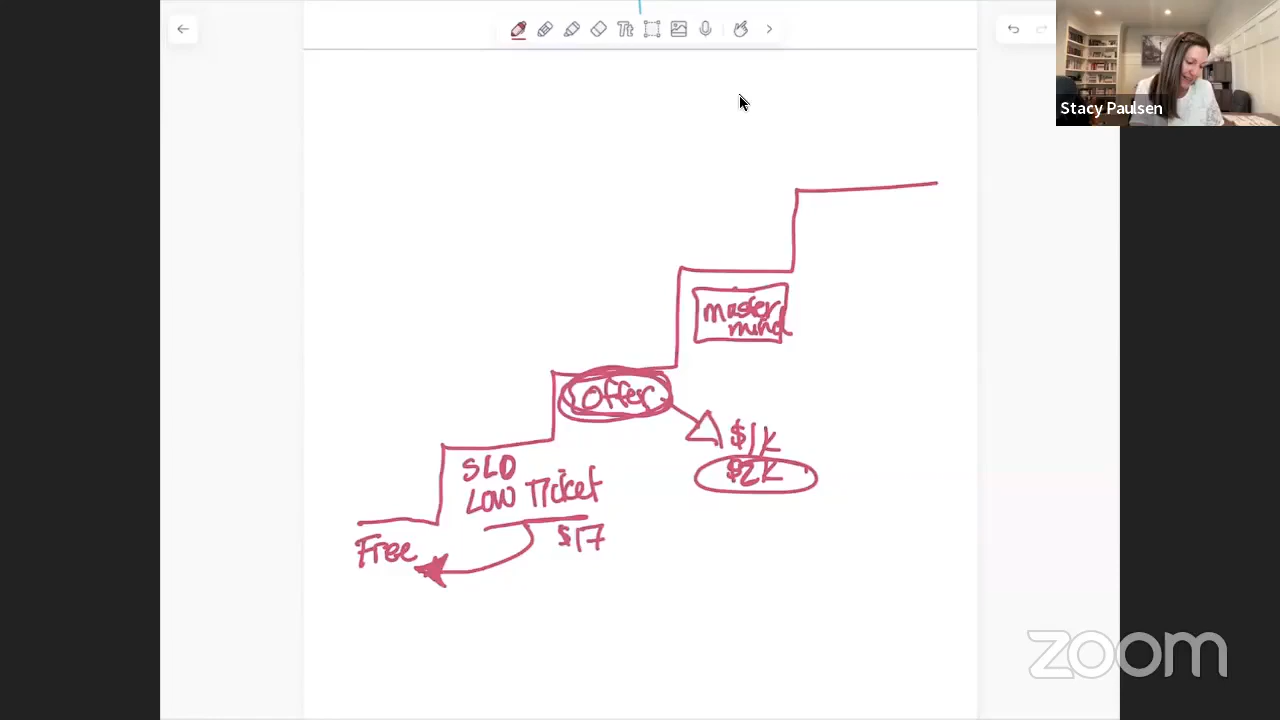 Stacy Paulsen
master
mind
offer
$1K
$2K
SLO
LOW Ticket
$17
Free
zoom